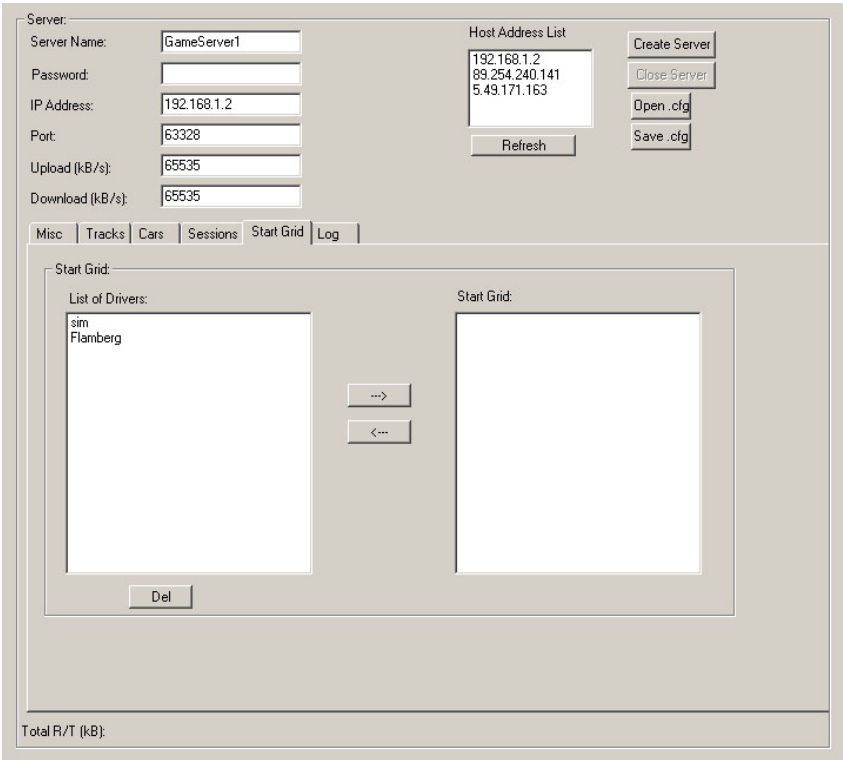 Server:
Server Name: GameServer1
Password:
IP Address: 192.168.1.2
Port: 63328
Upload (kB/s): 65535
Download (kB/s): 65535
Host Address List
192.168.1.2
89.254.240.141
5.49.171.163
Refresh
Create Server
Close Server
Open .cfg
Save .cfg
Misc Tracks Cars Sessions Start Grid Log
Start Grid:
List of Drivers:
sim
Flamberg
--->
<---
Start Grid:
Del
Total R/T (kB):